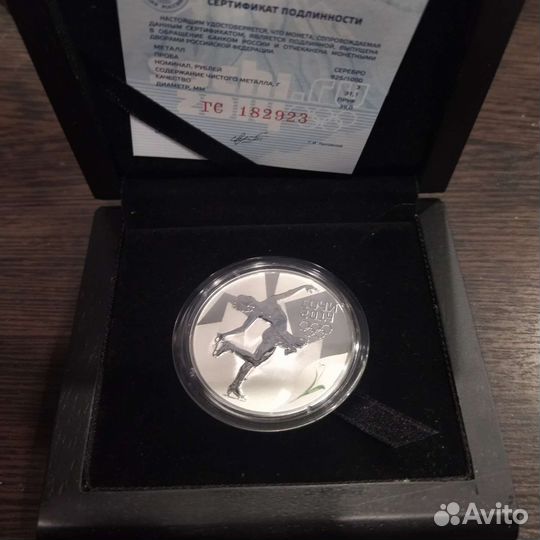 СЕРТИФИКАТ ПОДЛИННОСТИ
НАСТОЯЩИМ УДОСТОВЕРЯЕТСЯ, ЧТО МОНЕТА, СОПРОВОЖДАЕМАЯ
ДАННЫМ СЕРТИФИКАТОМ, ЯВЛЯЕТСЯ ПОДЛИННОЙ, ВЫПУЩЕНА
В ОБРАЩЕНИЕ БАНКОМ РОССИИ И ОТЧЕКАНЕНА МОНЕТНЫМИ
ДВОРАМИ РОССИЙСКОЙ ФЕДЕРАЦИИ.
МЕТАЛЛ СЕРЕБРО
ПРОБА 925/1000
НОМИНАЛ, РУБЛЕЙ 3
СОДЕРЖАНИЕ ЧИСТОГО МЕТАЛЛА, Г 31,1
КАЧЕСТВО ПРУФ
ДИАМЕТР, ММ 39,0
ГС 182923
sochi
2014
Avito